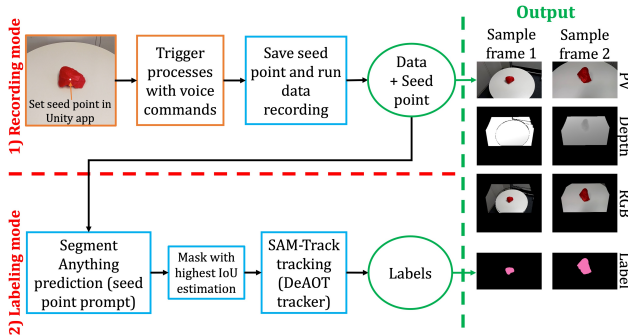 Output
Sample
frame 1
Sample
frame 2
1) Recording mode
Set seed point in
Unity app
Trigger
processes
with voice
commands
Save seed
point and run
data
recording
Data
+ Seed
point
PV
Depth
RGB
Label
2) Labeling mode
Segment
Anything
prediction (seed
point prompt)
Mask with
highest IoU
estimation
SAM-Track
tracking
(DeAOT
tracker)
Labels